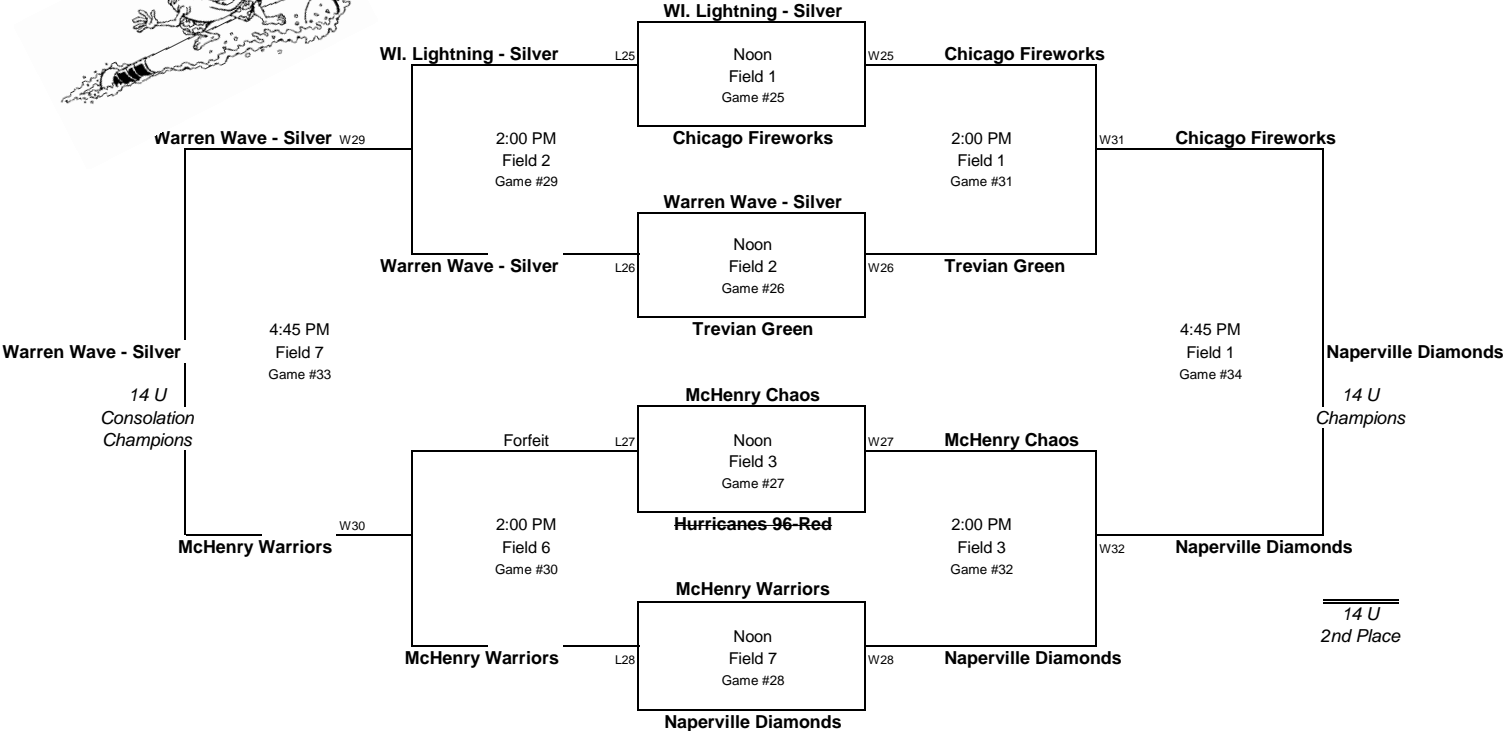 WI. Lightning - Silver
WI. Lightning - Silver L25 Noon W25 Chicago Fireworks
Field 1
Game #25
Warren Wave - Silver W29 2:00 PM Chicago Fireworks 2:00 PM W31 Chicago Fireworks
Field 2 Field 1
Game #29 Game #31
Warren Wave - Silver
Noon
Warren Wave - Silver L26 Field 2 W26 Trevian Green
Game #26
4:45 PM Trevian Green 4:45 PM
Warren Wave - Silver Field 7 Field 1 Naperville Diamonds
Game #33 Game #34
14 U McHenry Chaos 14 U
Consolation Champions
Champions Forfeit L27 Noon W27 McHenry Chaos
Field 3
Game #27
W30 2:00 PM Hurricanes 96-Red 2:00 PM
McHenry Warriors Field 6 Field 3 W32 Naperville Diamonds
Game #30 Game #32
McHenry Warriors
14 U
Noon 2nd Place
McHenry Warriors L28 Field 7 W28 Naperville Diamonds
Game #28
Naperville Diamonds